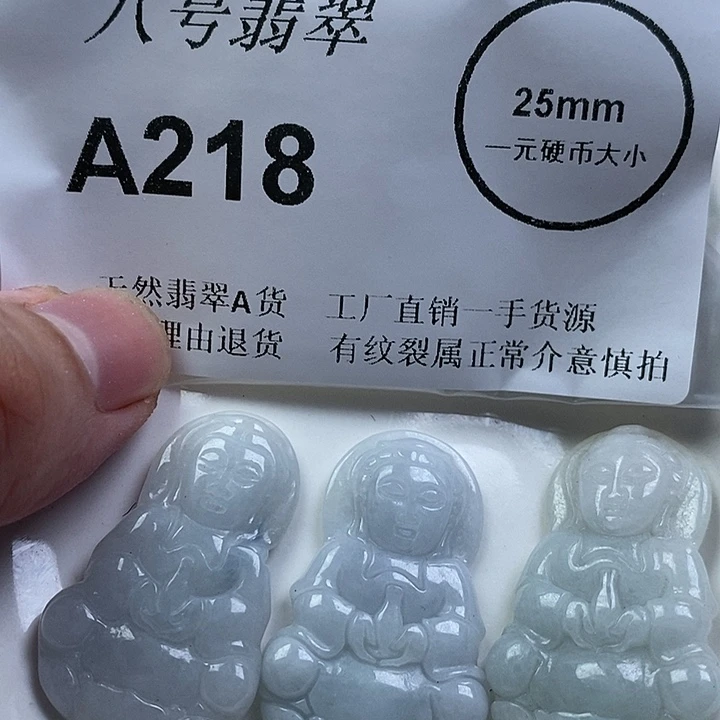 八号翡翠
25mm
一元硬币大小
A218
天然翡翠A货 工厂直销一手货源
理由退货 有纹裂属正常介意慎拍